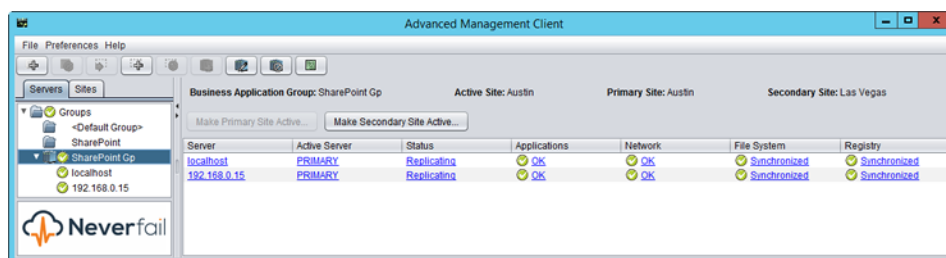 Advanced Management Client
File Preferences Help
Servers Sites
Groups
<Default Group>
SharePoint
SharePoint Gp
localhost
192.168.0.15
Neverfail
Business Application Group: SharePoint Gp Active Site: Austin Primary Site: Austin Secondary Site: Las Vegas
Make Primary Site Active... Make Secondary Site Active...
Server Active Server Status Applications Network File System Registry
localhost PRIMARY Replicating OK OK Synchronized Synchronized
192.168.0.15 PRIMARY Replicating OK OK Synchronized Synchronized